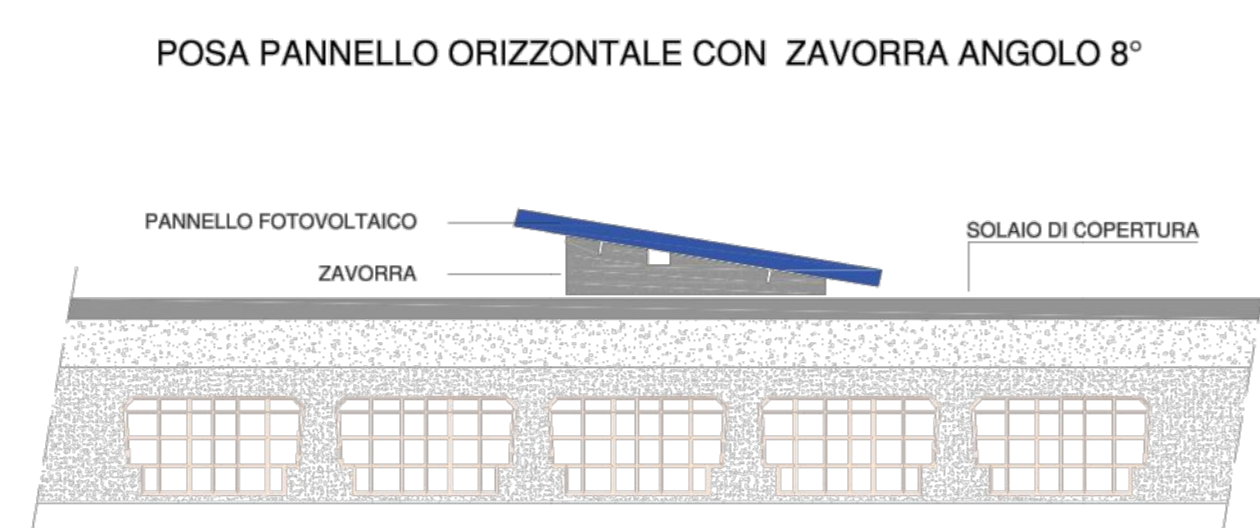 POSA PANNELLO ORIZZONTALE CON ZAVORRA ANGOLO 8°
PANNELLO FOTOVOLTAICO
SOLAIO DI COPERTURA
ZAVORRA